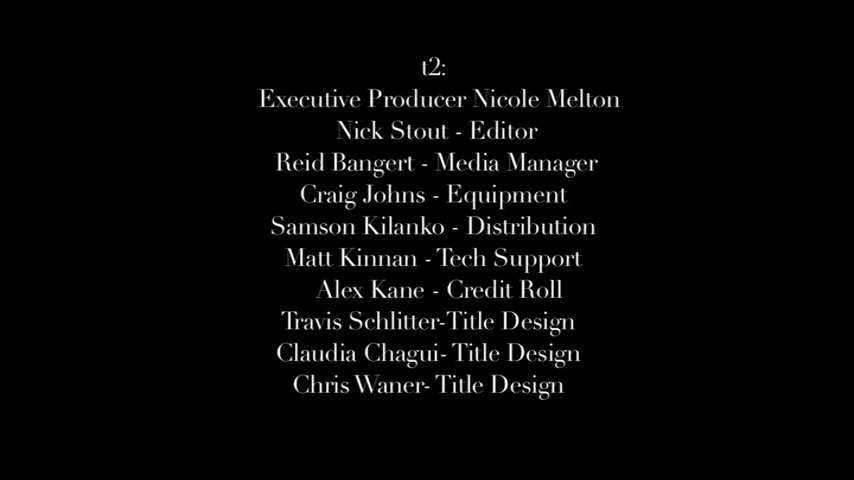 t2:
Executive Producer Nicole Melton
Nick Stout - Editor
Reid Bangert - Media Manager
Craig Johns - Equipment
Samson Kilanko - Distribution
Matt Kinnan - Tech Support
Alex Kane - Credit Roll
Travis Schlitter-Title Design
Claudia Chagui- Title Design
Chris Waner- Title Design